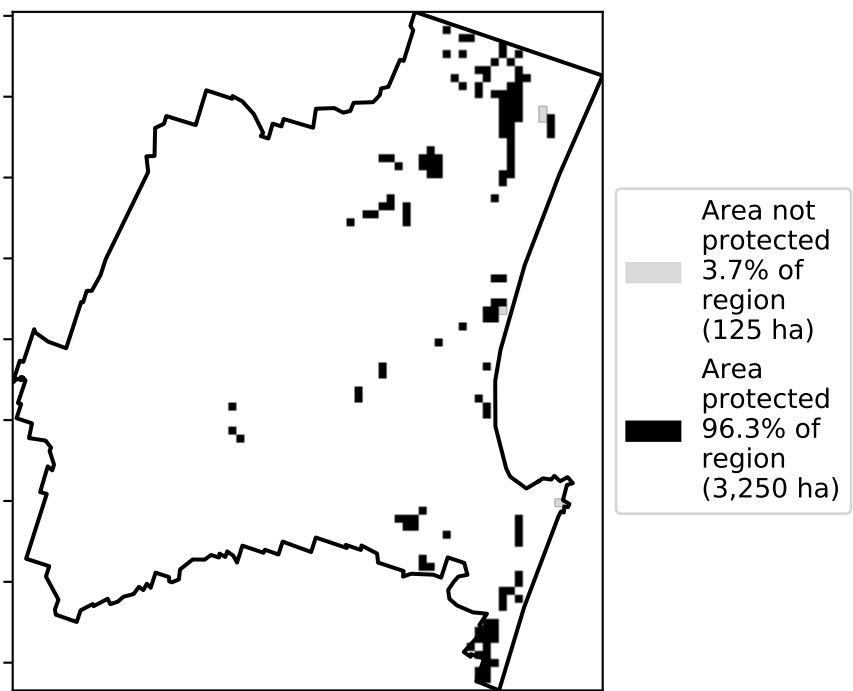 Area not
protected
3.7% of
region
(125 ha)
Area
protected
96.3% of
region
(3,250 ha)